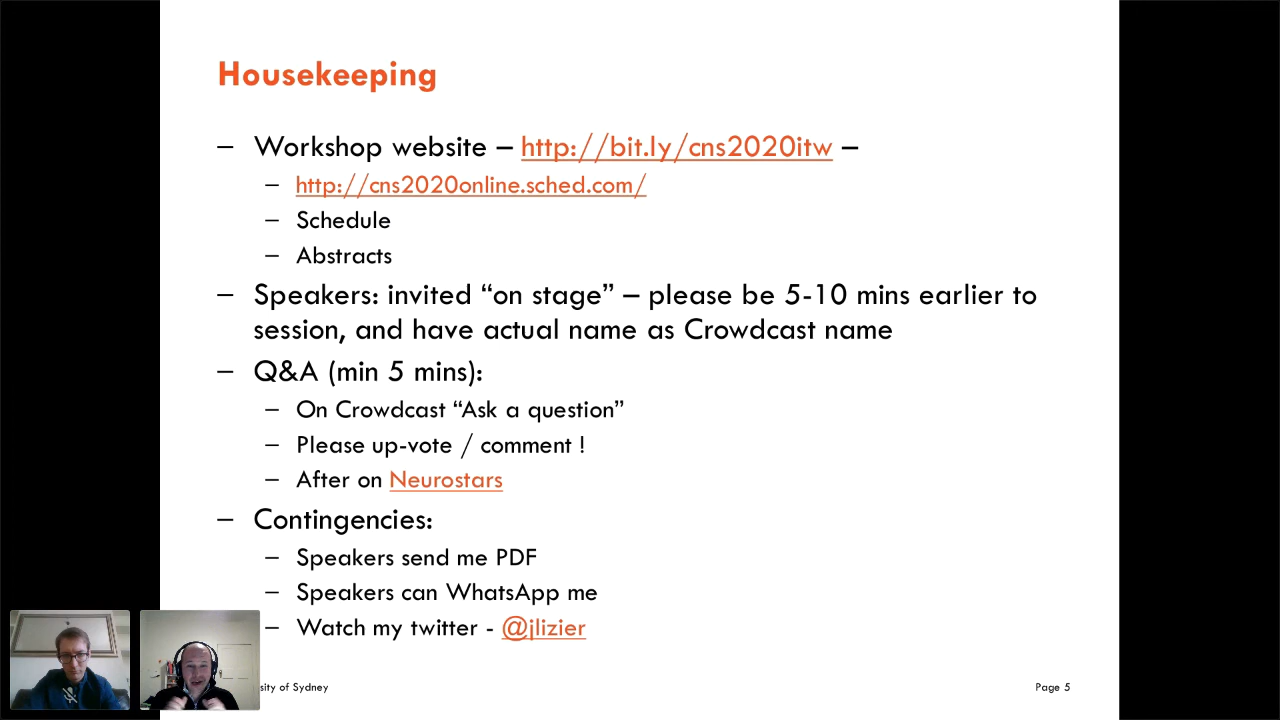 Housekeeping
– Workshop website – http://bit.ly/cns2020itw –
– http://cns2020online.sched.com/
– Schedule
– Abstracts
– Speakers: invited “on stage” – please be 5-10 mins earlier to
session, and have actual name as Crowdcast name
– Q&A (min 5 mins):
– On Crowdcast “Ask a question”
– Please up-vote / comment !
– After on Neurostars
– Contingencies:
– Speakers send me PDF
– Speakers can WhatsApp me
– Watch my twitter - @jlizier
of Sydney
Page 5